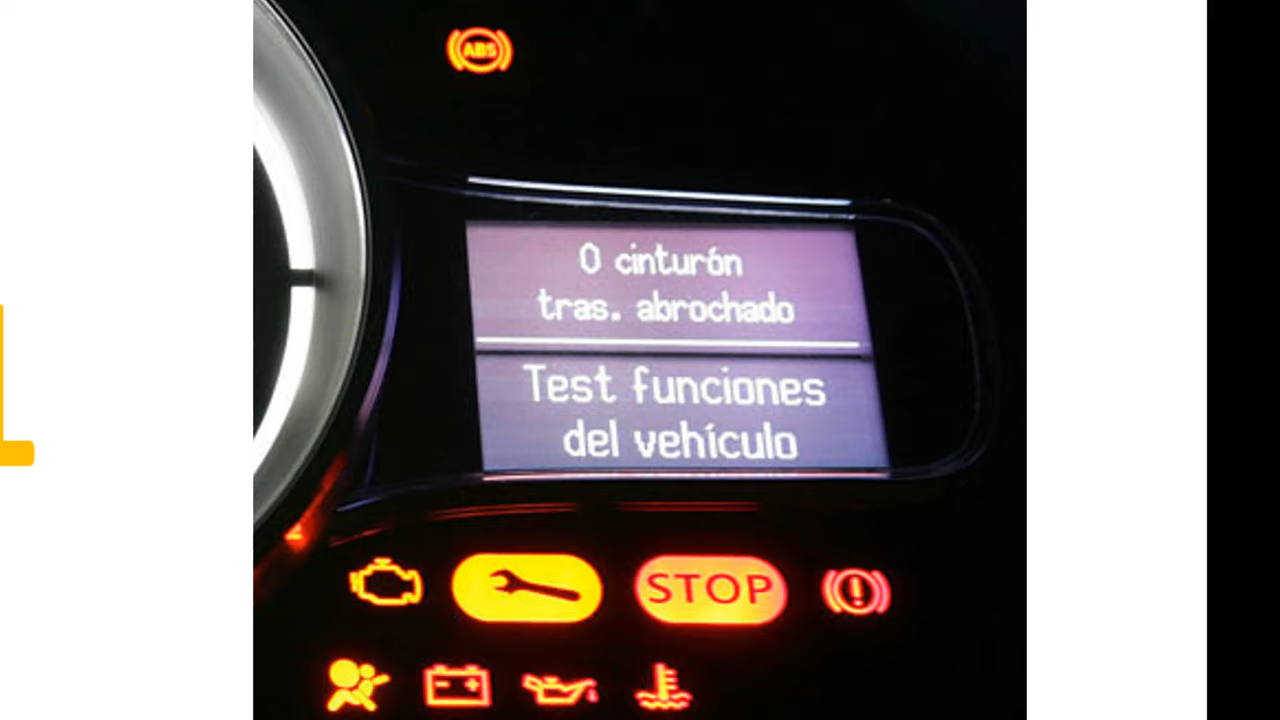 ABS
0 cinturón
tras. abrochado
Test funciones
del vehículo
STOP